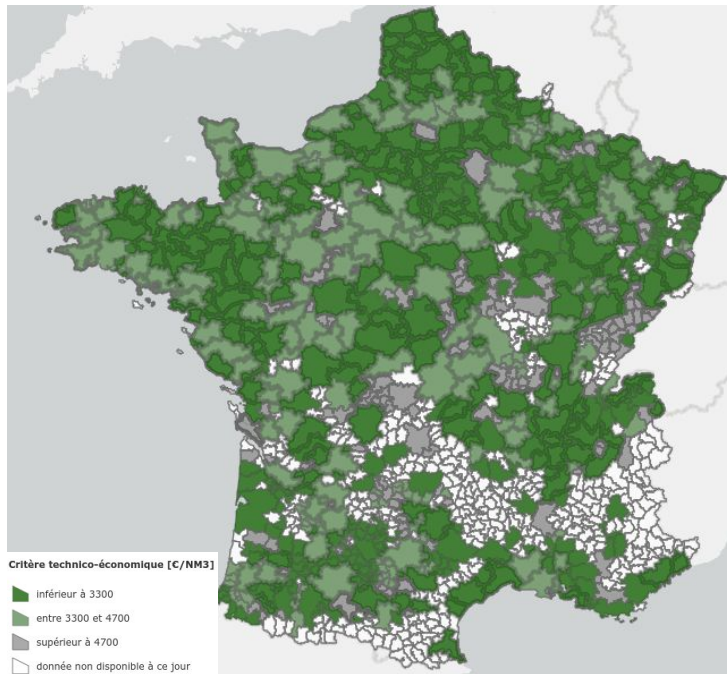 Critère technico-économique [€/NM3]
inférieur à 3300
entre 3300 et 4700
supérieur à 4700
donnée non disponible à ce jour